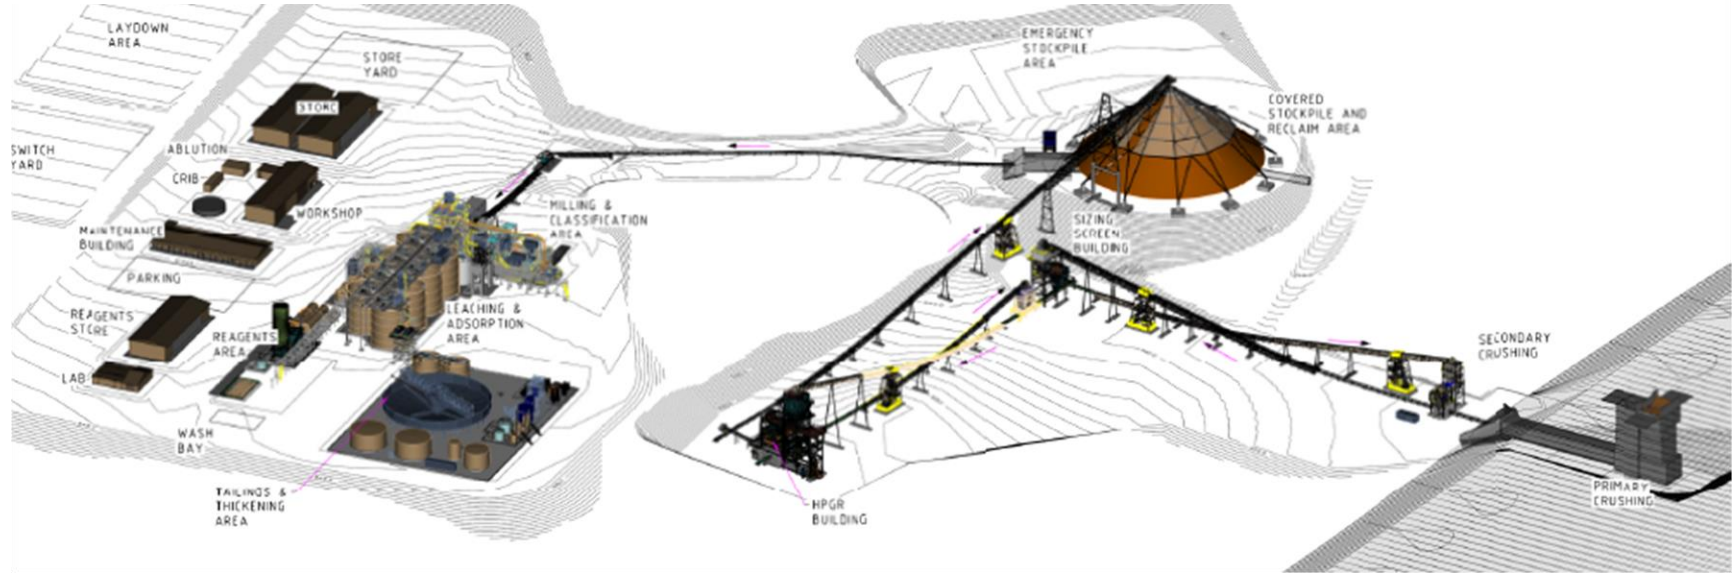 LAYDOWN
AREA
STORE
YARD
STORE
SWITCH
YARD
ABLUTION
CRIB
WORKSHOP
MAINTENANCE
BUILDING
PARKING
REAGENTS
STORE
REAGENTS
AREA
LAB
WASH
BAY
TAILINGS &
THICKENING
AREA
MILLING &
CLASSIFICATION
AREA
LEACHING &
ADSORPTION
AREA
EMERGENCY
STOCKPILE
AREA
COVERED
STOCKPILE AND
RECLAIM AREA
SIZING
SCREEN
BUILDING
HPGR
BUILDING
SECONDARY
CRUSHING
PRIMARY
CRUSHING